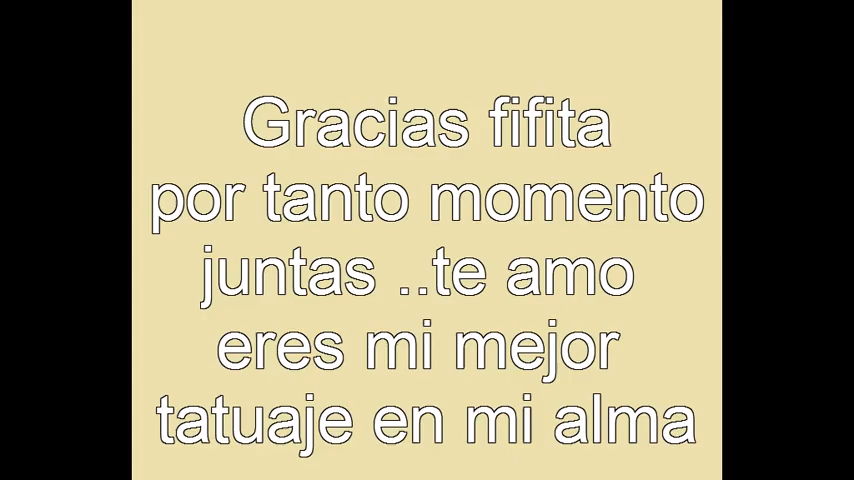 Gracias fifita
por tanto momento
juntas ..te amo
eres mi mejor
tatuaje en mi alma